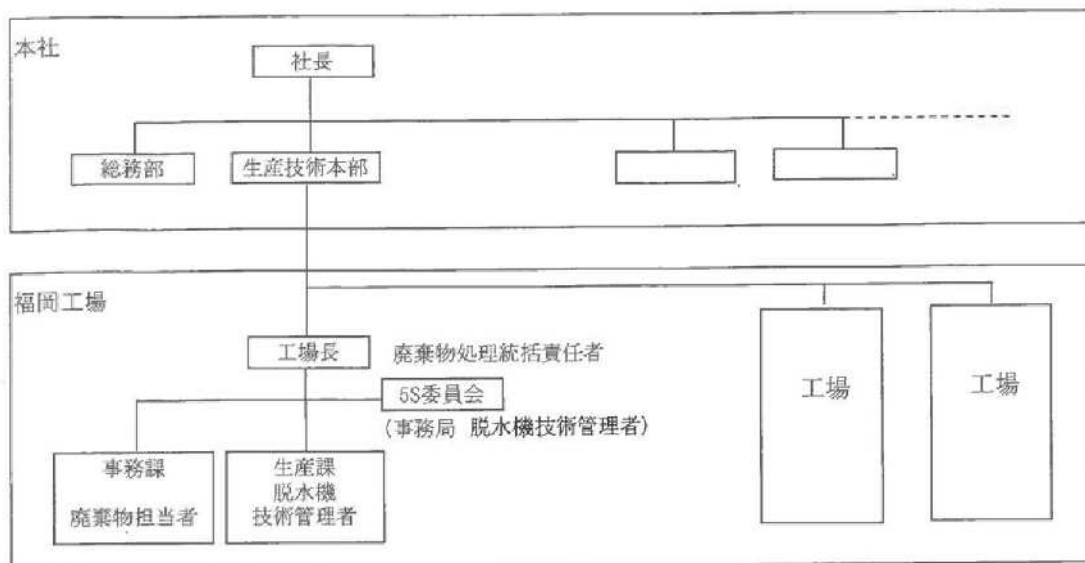 本社
社長
総務部
生産技術本部
福岡工場
工場長
廃棄物処理統括責任者
5S委員会
(事務局 脱水機技術管理者)
事務課
廃棄物担当者
生産課
脱水機
技術管理者
工場
工場